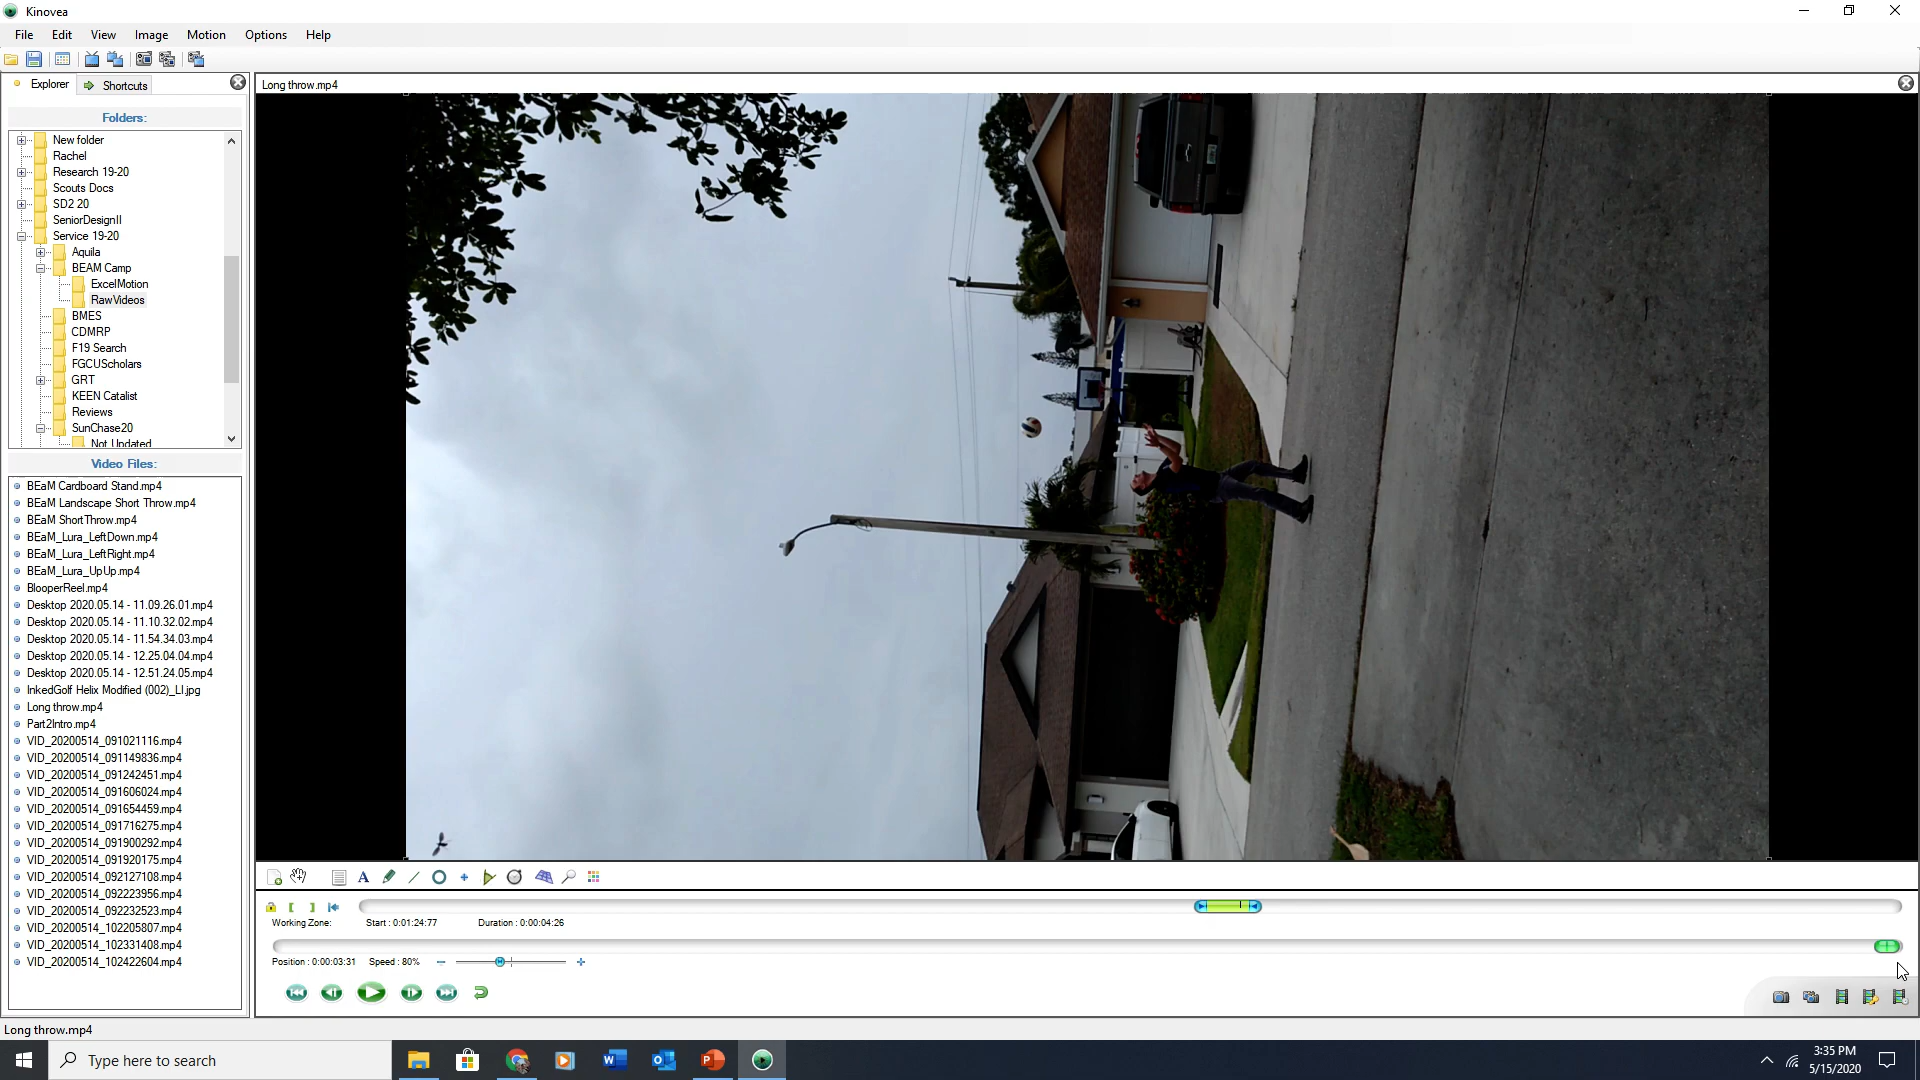 Kinovea
File Edit View Image Motion Options Help
Explorer Shortcuts
Long throw.mp4
Folders:
New folder
Rachel
Research 19-20
Scouts Docs
SD2 20
SeniorDesignII
Service 19-20
Aquila
BEAM Camp
ExcelMotion
RawVideos
BMES
CDMRP
F19 Search
FGCUScholars
GRT
KEEN Catalist
Reviews
SunChase20
Not Updated
Video Files:
BEaM Cardboard Stand.mp4
BEaM Landscape Short Throw.mp4
BEaM ShortThrow.mp4
BEaM_Lura_LeftDown.mp4
BEaM_Lura_LeftRight.mp4
BEaM_Lura_UpUp.mp4
BlooperReel.mp4
Desktop 2020.05.14 - 11.09.26.01.mp4
Desktop 2020.05.14 - 11.10.32.02.mp4
Desktop 2020.05.14 - 11.54.34.03.mp4
Desktop 2020.05.14 - 12.25.04.04.mp4
Desktop 2020.05.14 - 12.51.24.05.mp4
InkedGolf Helix Modified (002)_LI.jpg
Long throw.mp4
Part2Intro.mp4
VID_20200514_091021116.mp4
VID_20200514_091149836.mp4
VID_20200514_091242451.mp4
VID_20200514_091606024.mp4
VID_20200514_091654459.mp4
VID_20200514_091716275.mp4
VID_20200514_091900292.mp4
VID_20200514_091920175.mp4
VID_20200514_092127108.mp4
VID_20200514_092223956.mp4
VID_20200514_092232523.mp4
VID_20200514_102205807.mp4
VID_20200514_102331408.mp4
VID_20200514_102422604.mp4
Working Zone: Start : 0:01:24:77 Duration : 0:00:04:26
Position : 0:00:03:31 Speed : 80%
Long throw.mp4
Type here to search
3:35 PM
5/15/2020